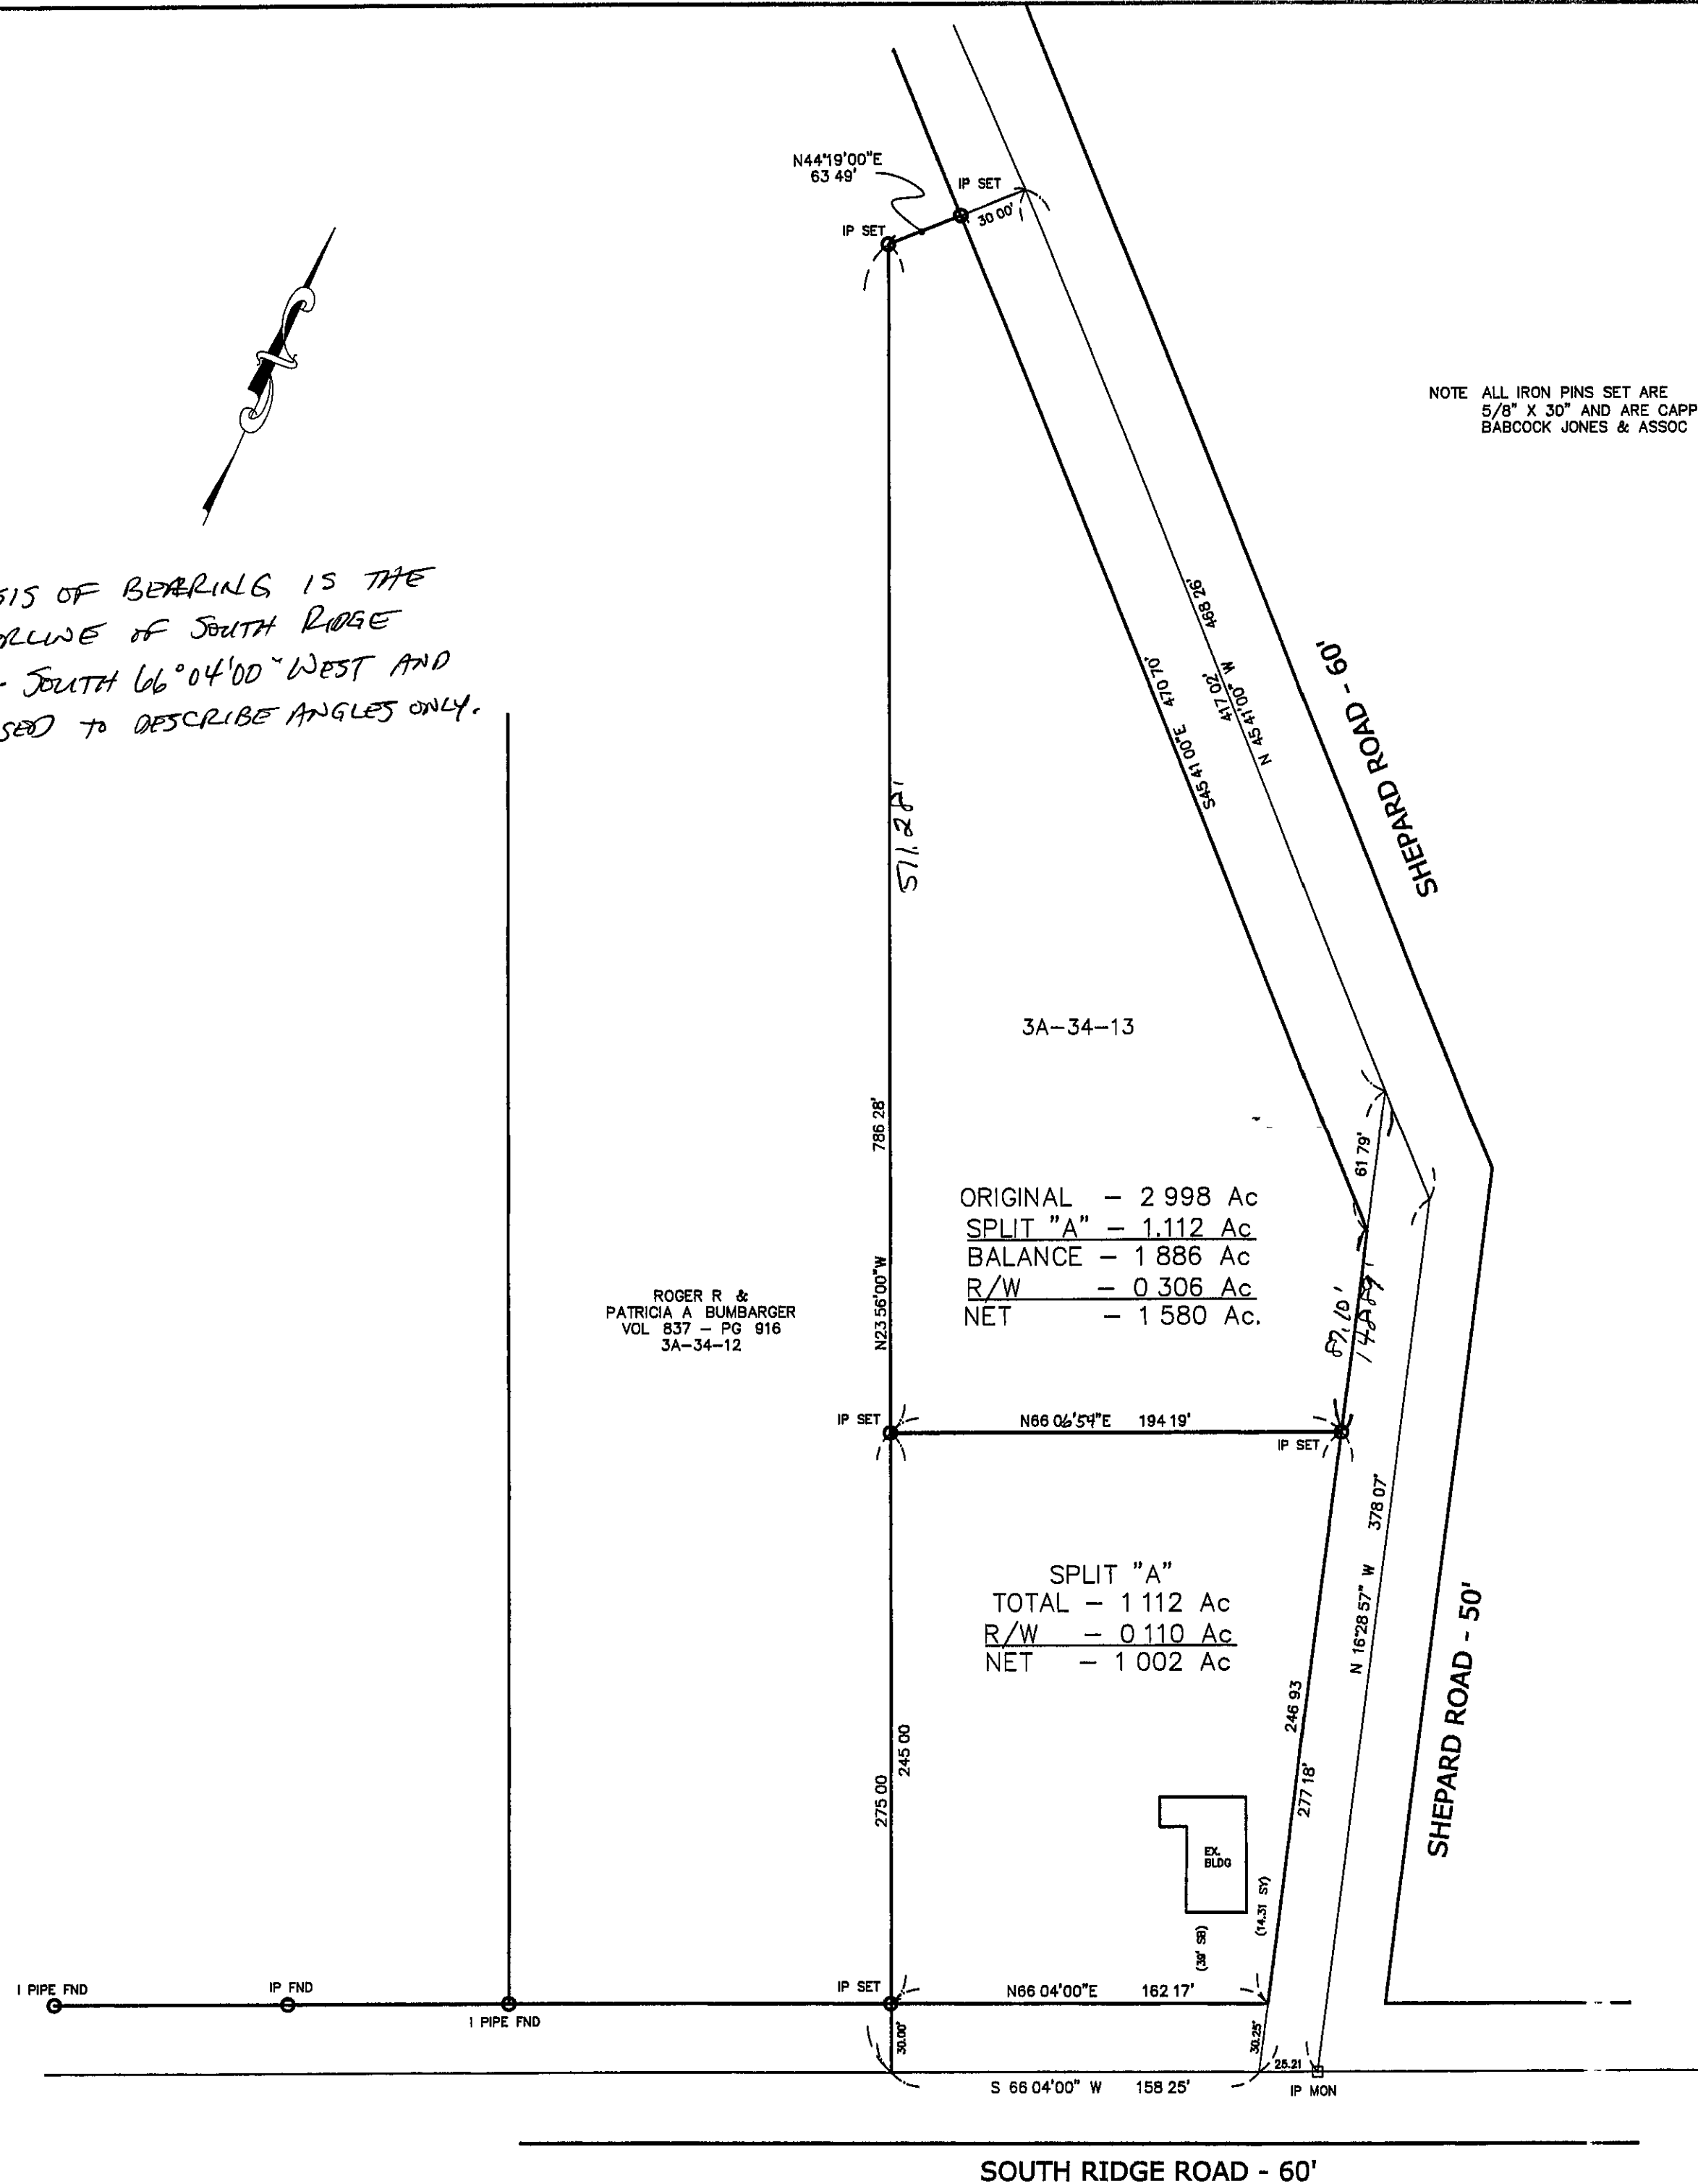 N44°19'00"E
63 49'
IP SET
30 00'
IP SET
NOTE ALL IRON PINS SET ARE
5/8" X 30" AND ARE CAPP
BABCOCK JONES & ASSOC
SIS OF BEARING IS THE
RLINE OF SOUTH RIDGE
- SOUTH 66°04'00" WEST AND
SED TO DESCRIBE ANGLES ONLY.
571.28'
S45 41 00"E 470 70'
468 26'
417 02'
N 45 41'00" W
SHEPARD ROAD - 60'
3A-34-13
786 28'
N23 56'00"W
61 79'
ORIGINAL - 2 998 Ac
SPLIT "A" - 1.112 Ac
BALANCE - 1 886 Ac
R/W - 0 306 Ac
NET - 1 580 Ac.
87.10'
148.89'
ROGER R &
PATRICIA A BUMBARGER
VOL 837 - PG 916
3A-34-12
IP SET
N66 06'54"E 194 19'
IP SET
N 16°28 57" W 378 07'
SPLIT "A"
TOTAL - 1 112 Ac
R/W - 0 110 Ac
NET - 1 002 Ac
SHEPARD ROAD - 50'
246 93
277 18'
275 00
245 00
EX.
BLDG
(14.31 SY)
(39' SB)
I PIPE FND
IP FND
I PIPE FND
IP SET
N66 04'00"E 162 17'
30.00'
30.25'
25.21
S 66 04'00" W 158 25'
IP MON
SOUTH RIDGE ROAD - 60'